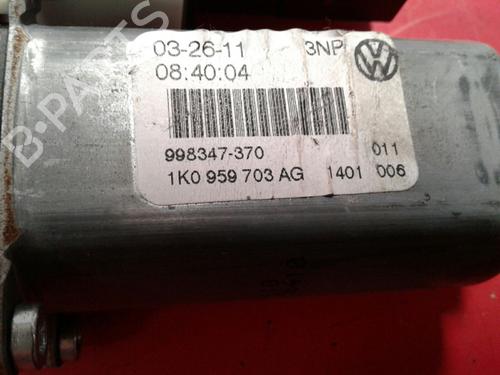 03-26-11 3NP
08:40:04
998347-370 011
1K0 959 703 AG 1401 006
B-PARTS